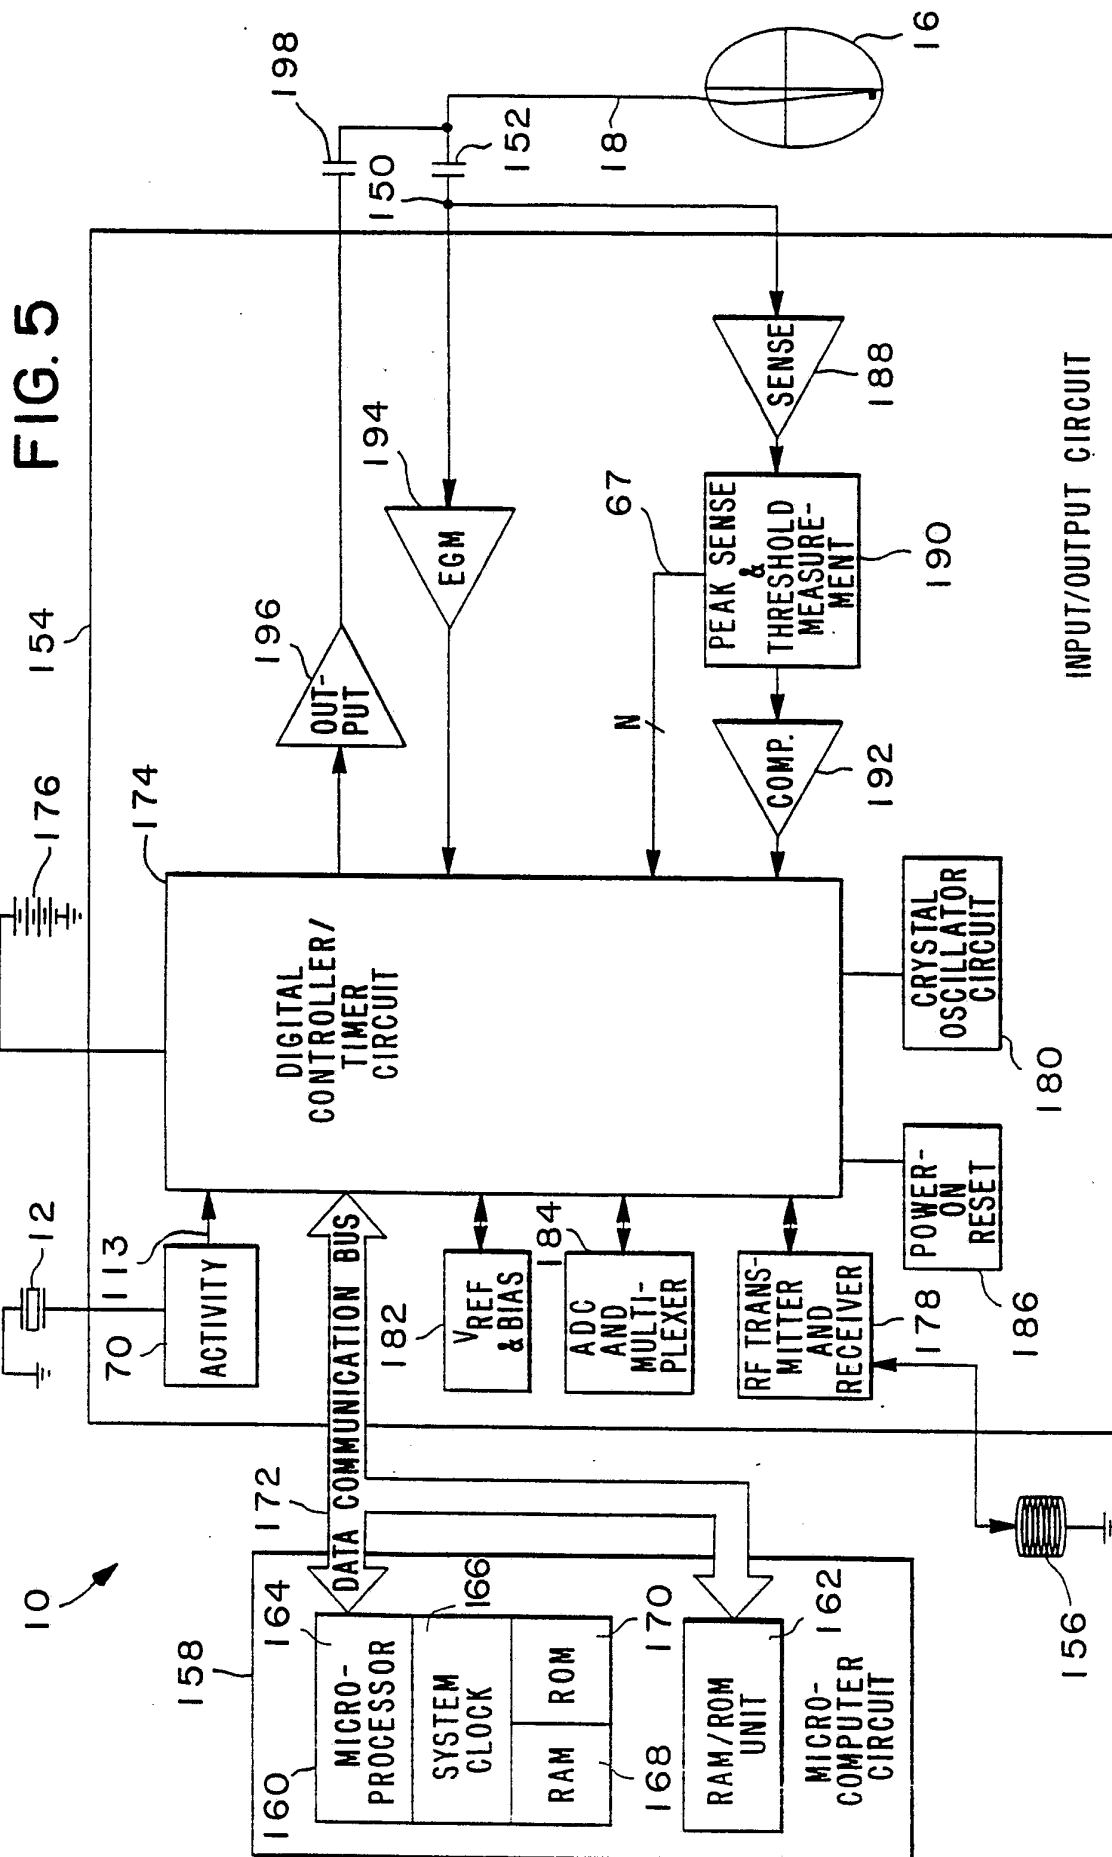 FIG. 5
10
158
160
MICRO-
PROCESSOR
164
SYSTEM
CLOCK
166
RAM
ROM
168
170
RAM/ROM
UNIT
162
MICRO-
COMPUTER
CIRCUIT
172
DATA COMMUNICATION BUS
12
70
ACTIVITY
113
182
VREF
& BIAS
184
ADC
AND
MULTI-
PLEXER
RF TRANS-
MITTER
AND
RECEIVER
178
156
POWER-
ON
RESET
186
CRYSTAL
OSCILLATOR
CIRCUIT
180
DIGITAL
CONTROLLER/
TIMER
CIRCUIT
174
176
154
OUT-
PUT
196
EGM
194
N
67
COMP.
192
PEAK SENSE
&
THRESHOLD
MEASURE-
MENT
190
SENSE
188
198
150
152
18
16
INPUT/OUTPUT CIRCUIT